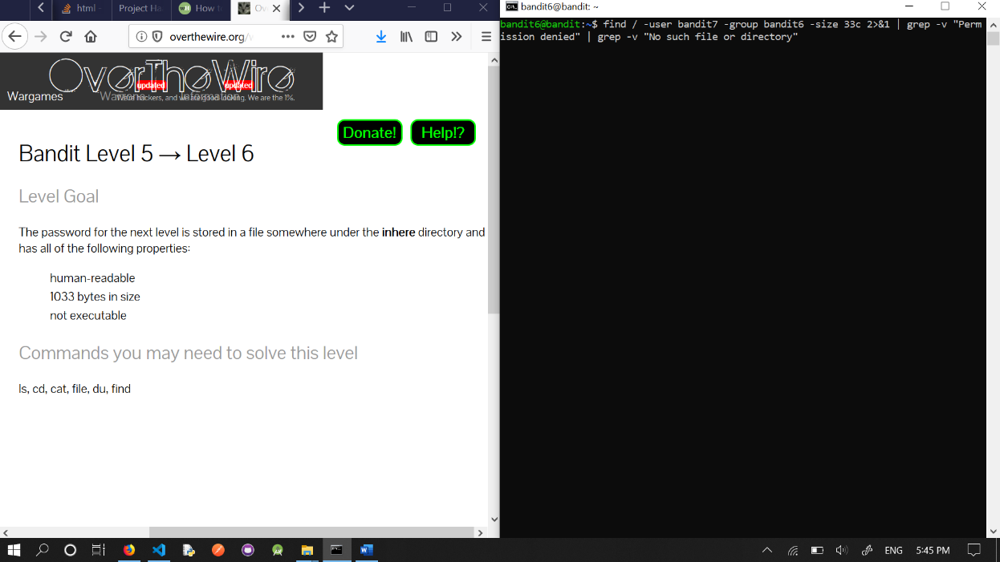 html
Project Ha
How t
Ov
overthewire.org/w
OverTheWire
updated updated
Wargames
We're hackers, and we are good-looking. We are the 1%.
Donate! Help!?
Bandit Level 5 → Level 6
Level Goal
The password for the next level is stored in a file somewhere under the inhere directory and
has all of the following properties:
human-readable
1033 bytes in size
not executable
Commands you may need to solve this level
ls, cd, cat, file, du, find
bandit6@bandit: ~
bandit6@bandit:~$ find / -user bandit7 -group bandit6 -size 33c 2>&1 | grep -v "Perm
ission denied" | grep -v "No such file or directory"
ENG 5:45 PM